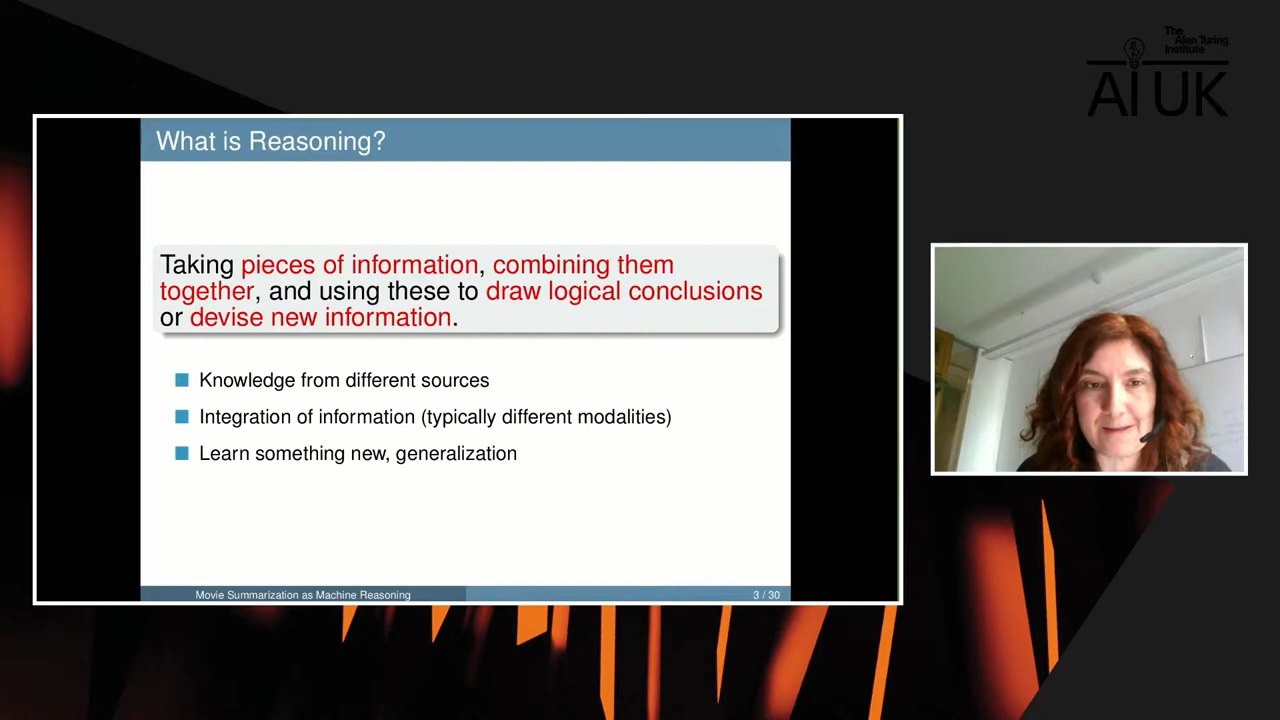 The
Alan Turing
Institute
AI UK
What is Reasoning?
Taking pieces of information, combining them
together, and using these to draw logical conclusions
or devise new information.
Knowledge from different sources
Integration of information (typically different modalities)
Learn something new, generalization
Movie Summarization as Machine Reasoning
3 / 30